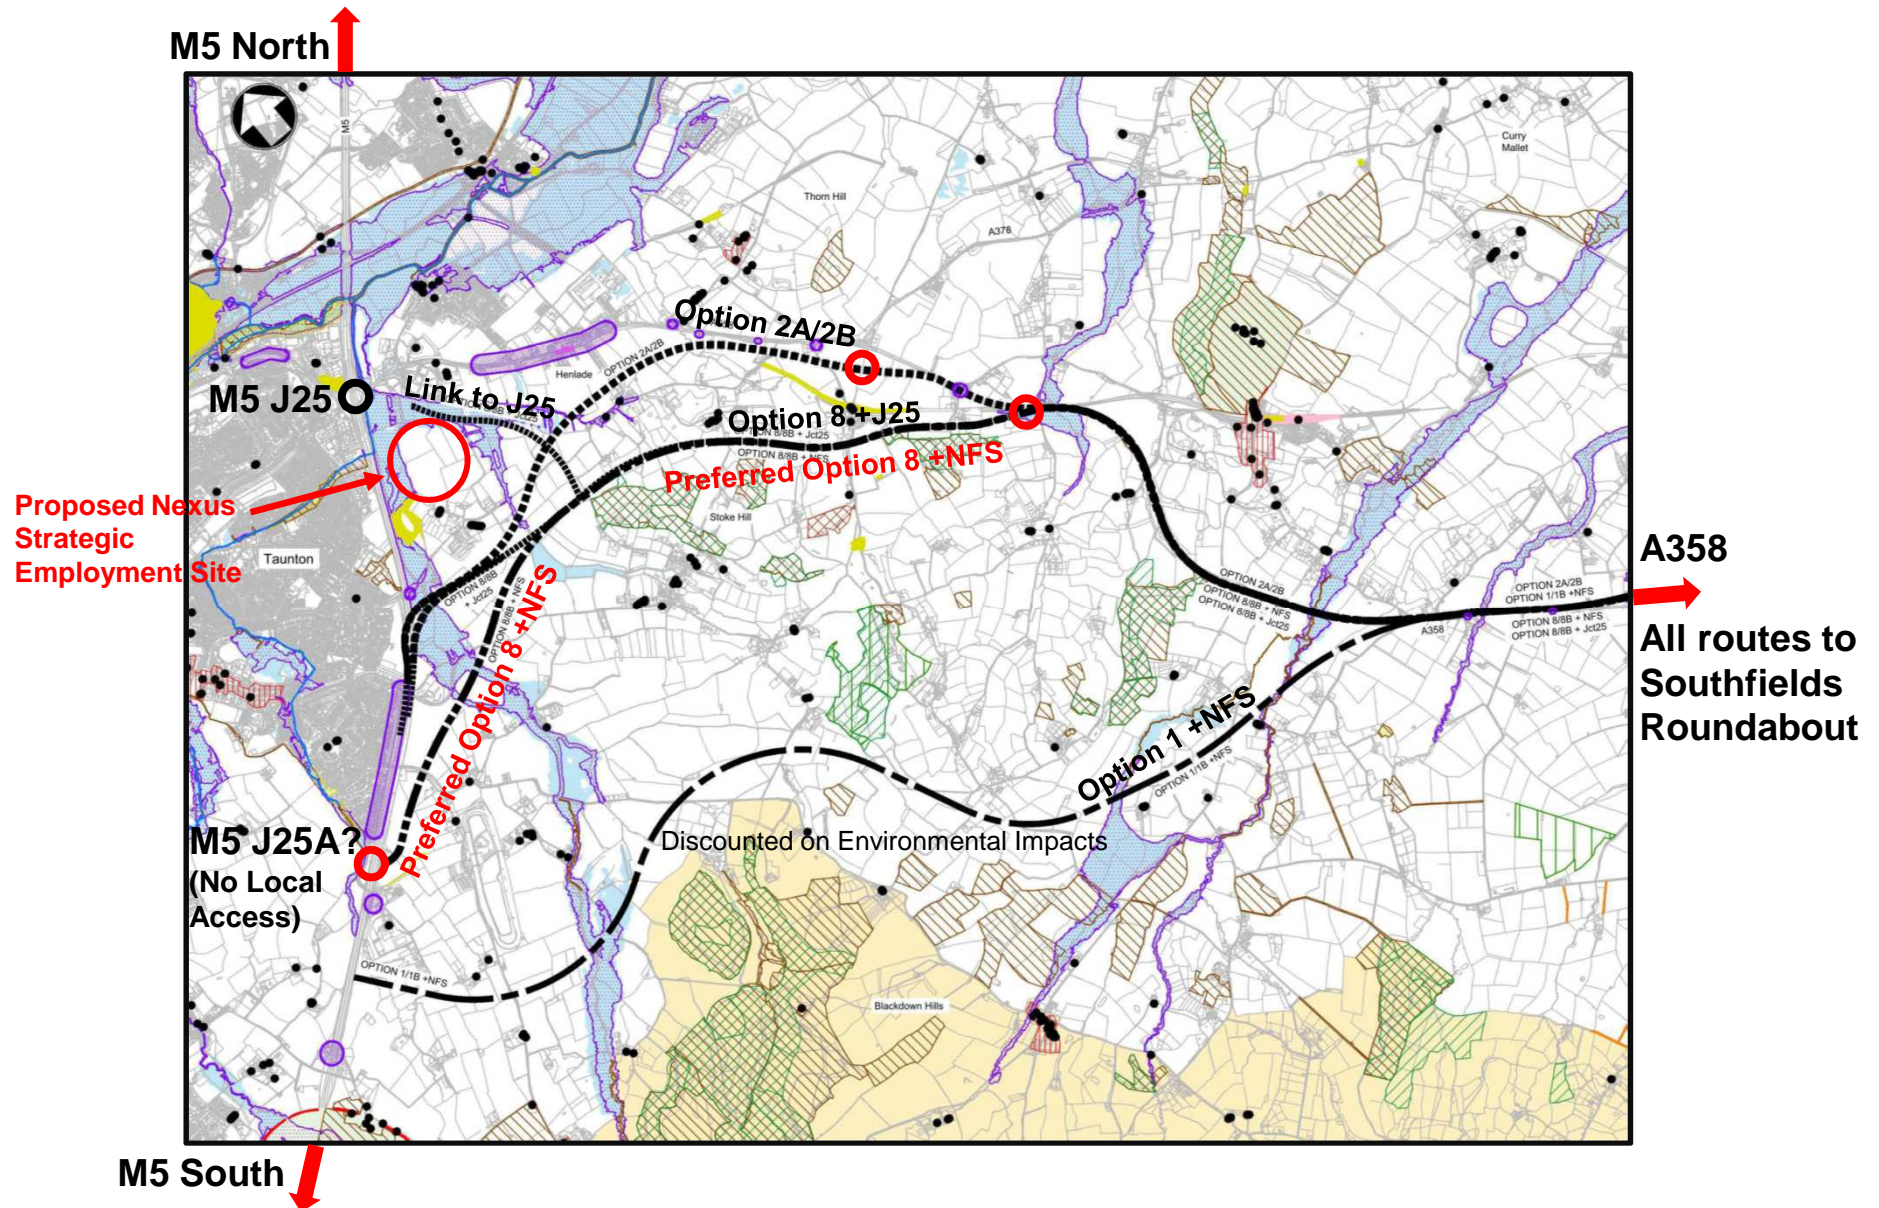 M5 North
M5
Curry
Mallet
Thorn Hill
A378
Option 2A/2B
OPTION 2A/2B
Henlade
M5 J25
Link to J25
Option 8 +J25
OPTION 8/8B + Jct25
OPTION 8/8B + NFS
Preferred Option 8 +NFS
Stoke Hill
Proposed Nexus
Strategic
Employment Site
Taunton
OPTION 8/8B
+ Jct25
OPTION 8/8B + NFS
Preferred Option 8 +NFS
OPTION 2A/2B
OPTION 8/8B + NFS
OPTION 8/8B + Jct25
A358
OPTION 2A/2B
OPTION 1/1B +NFS
OPTION 8/8B + NFS
OPTION 8/8B + Jct25
A358
All routes to
Southfields
Roundabout
Option 1 +NFS
OPTION 1/1B +NFS
M5 J25A?
(No Local
Access)
Discounted on Environmental Impacts
OPTION 1/1B +NFS
Blackdown Hills
M5 South